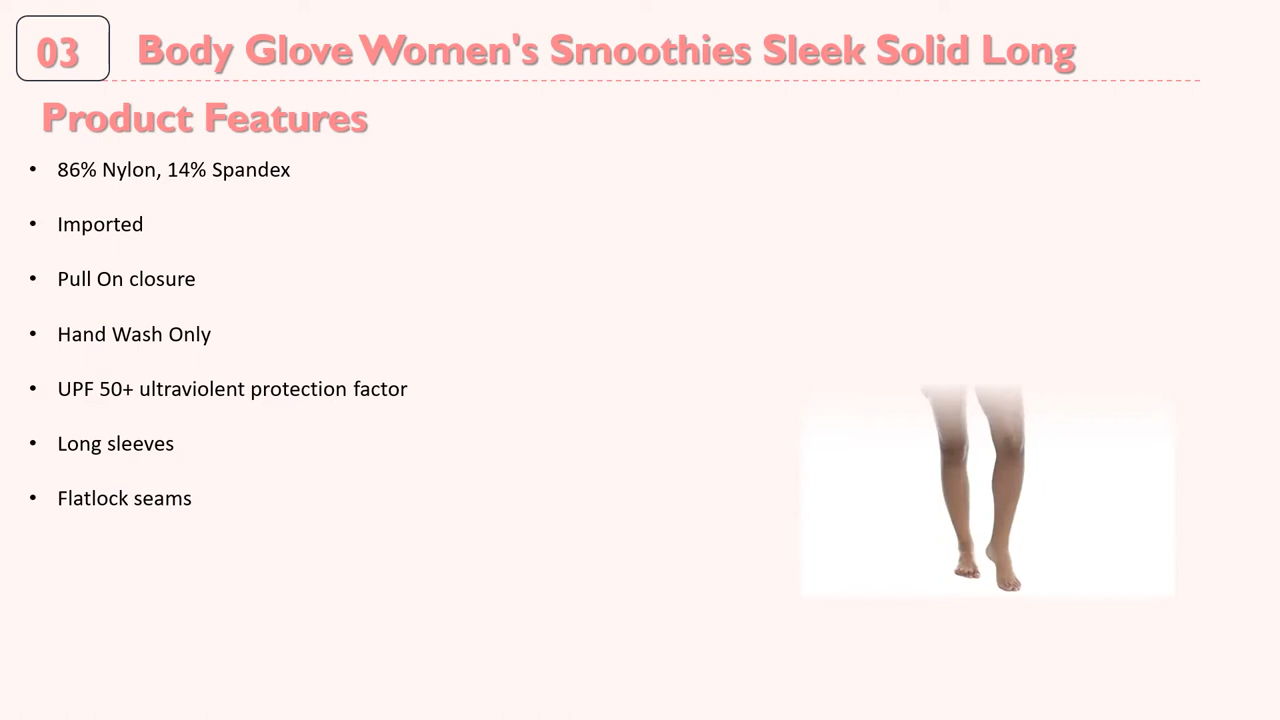 03
Body Glove Women's Smoothies Sleek Solid Long
Product Features
• 86% Nylon, 14% Spandex
• Imported
• Pull On closure
• Hand Wash Only
• UPF 50+ ultraviolent protection factor
• Long sleeves
• Flatlock seams